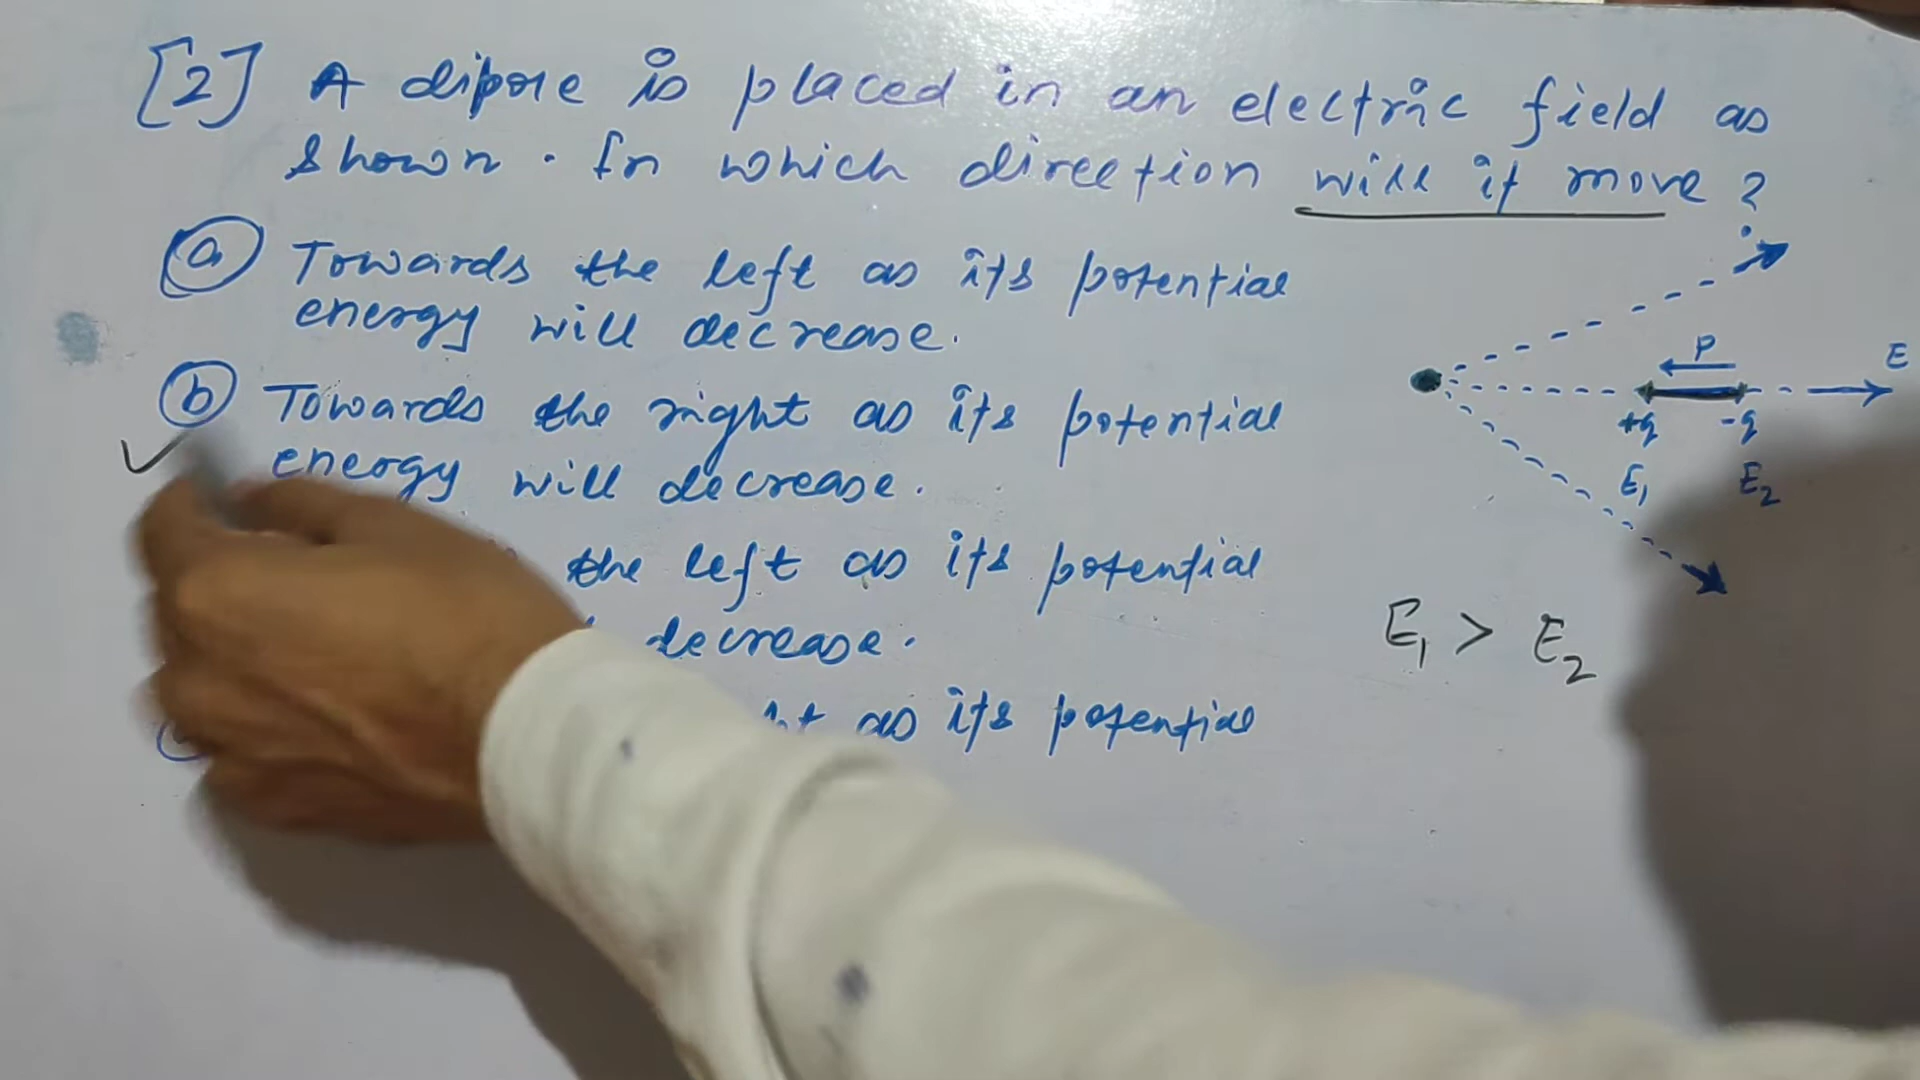 [2] A dipole is placed in an electric field as
shown. In which direction will it move?
(a) Towards the left as its potential
energy will decrease.
(b) Towards the right as its potential
energy will decrease.
the left as its potential
decrease.
as its potential
P
E
+q -q
E1 E2
E1 > E2